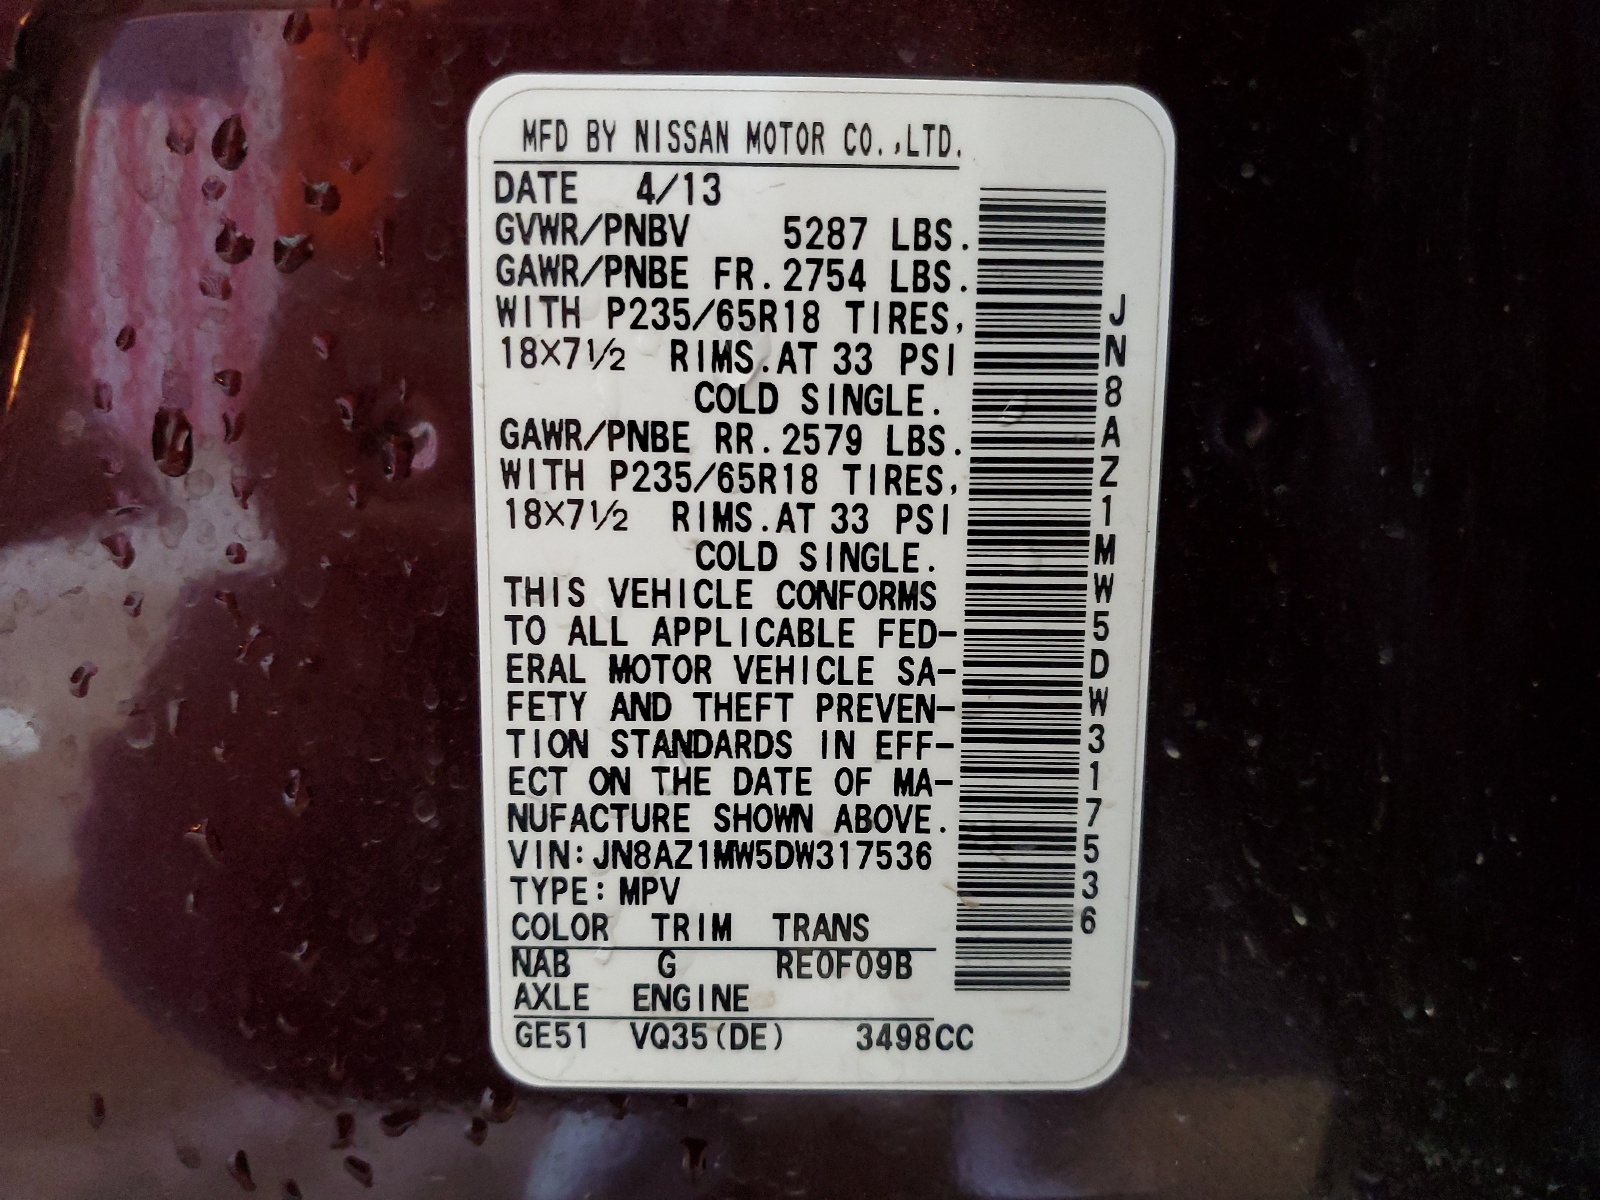 MFD BY NISSAN MOTOR CO.,LTD.
DATE 4/13
GVWR/PNBV 5287 LBS.
GAWR/PNBE FR. 2754 LBS.
WITH P235/65R18 TIRES,
18×7½ RIMS. AT 33 PSI
COLD SINGLE.
GAWR/PNBE RR. 2579 LBS.
WITH P235/65R18 TIRES,
18×7½ RIMS. AT 33 PSI
COLD SINGLE.
THIS VEHICLE CONFORMS
TO ALL APPLICABLE FED-
ERAL MOTOR VEHICLE SA-
FETY AND THEFT PREVEN-
TION STANDARDS IN EFF-
ECT ON THE DATE OF MA-
NUFACTURE SHOWN ABOVE.
VIN:JN8AZ1MW5DW317536
TYPE: MPV
COLOR TRIM TRANS
NAB G RE0F09B
AXLE ENGINE
GE51 VQ35(DE) 3498CC
JN8AZ1MW5DW317536